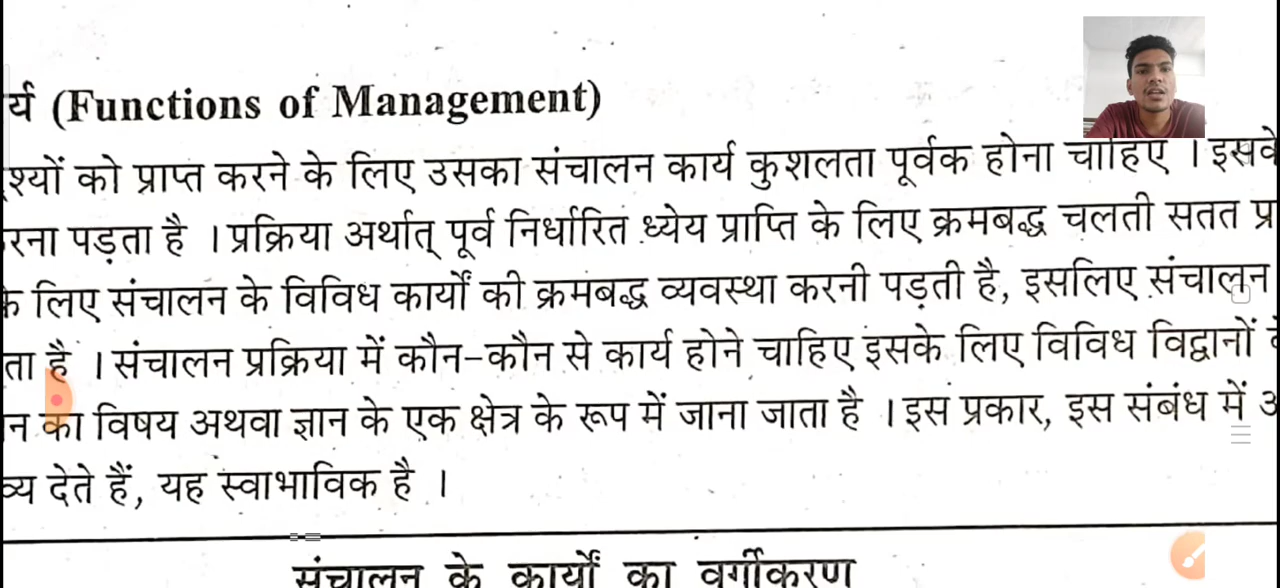 र्य (Functions of Management)
श्यों को प्राप्त करने के लिए उसका संचालन कार्य कुशलता पूर्वक होना चाहिए । इसके
रना पड़ता है । प्रक्रिया अर्थात् पूर्व निर्धारित ध्येय प्राप्ति के लिए क्रमबद्ध चलती सतत प्र
के लिए संचालन के विविध कार्यों की क्रमबद्ध व्यवस्था करनी पड़ती है, इसलिए संचालन
ता है । संचालन प्रक्रिया में कौन-कौन से कार्य होने चाहिए इसके लिए विविध विद्वानों
न का विषय अथवा ज्ञान के एक क्षेत्र के रूप में जाना जाता है । इस प्रकार, इस संबंध में
व्य देते हैं, यह स्वाभाविक है ।
संचालन के कार्यों का वर्गीकरण